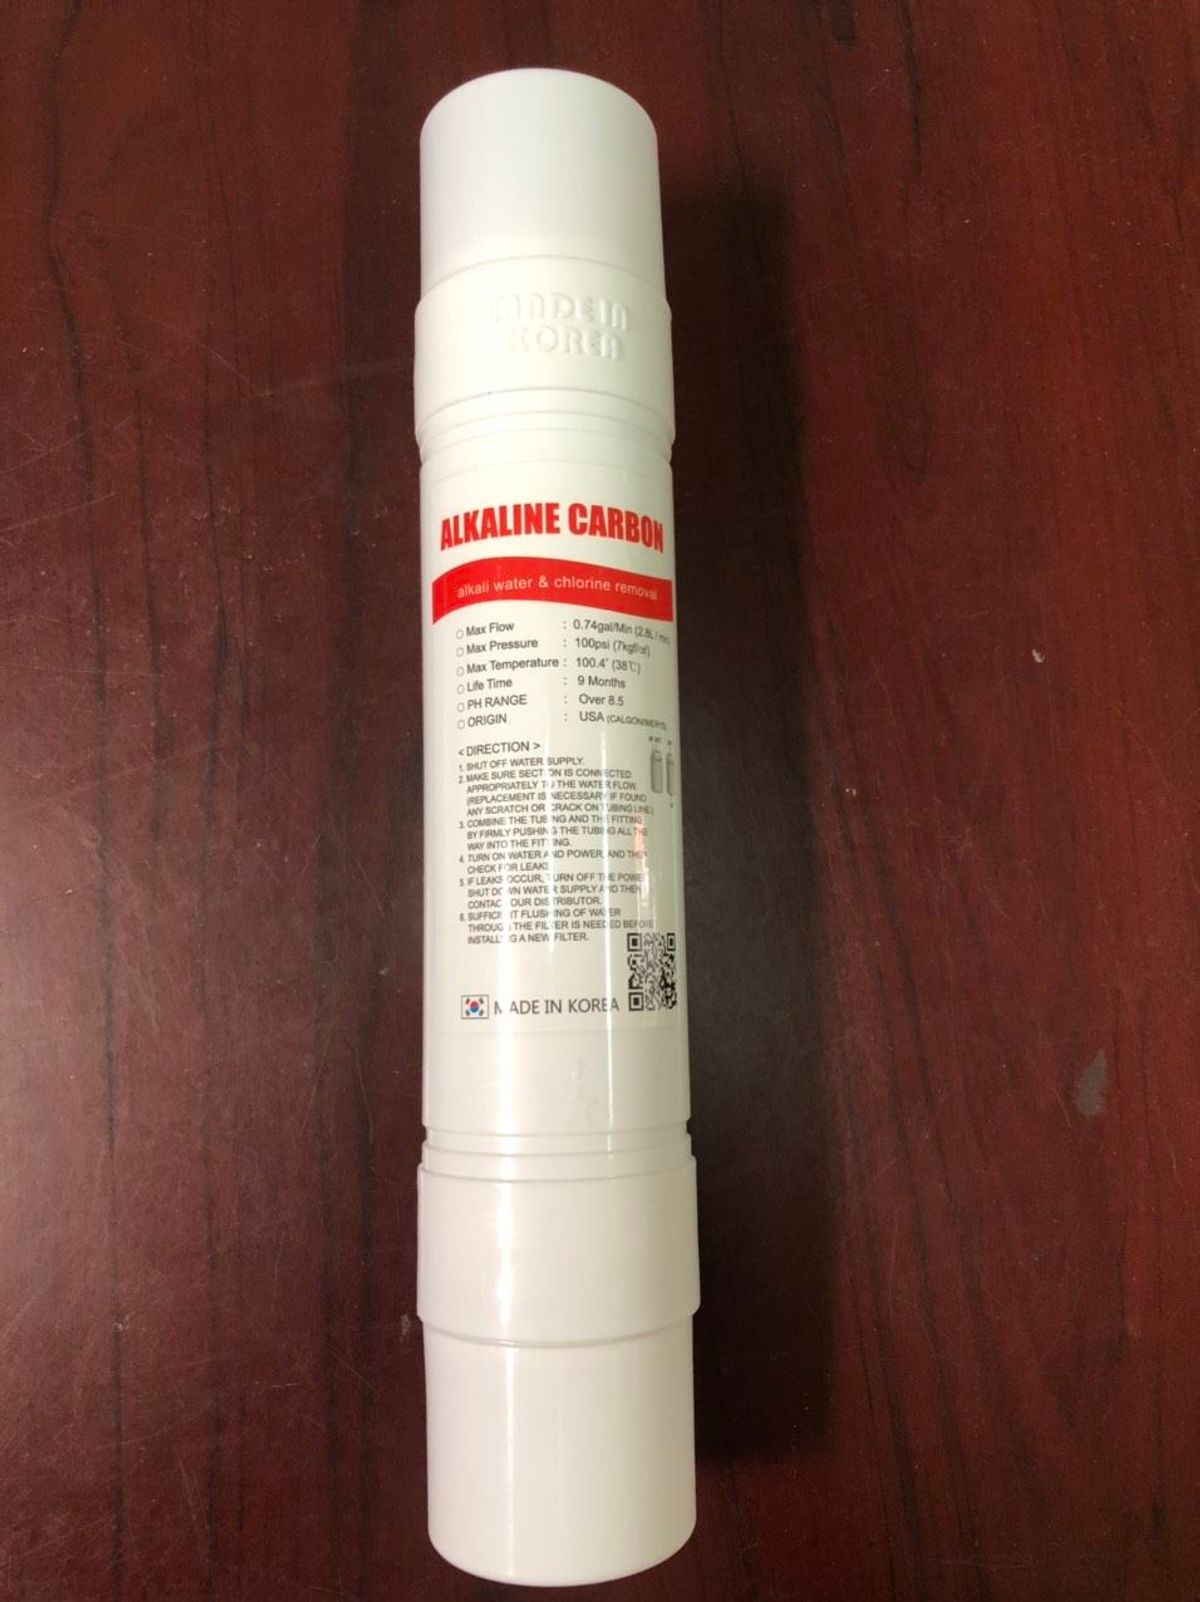 MADE IN
KOREA
ALKALINE CARBON
alkali water & chlorine removal
○ Max Flow : 0.74gal/Min (2.8L / min)
○ Max Pressure : 100psi (7kgf/㎠)
○ Max Temperature : 100.4˚ (38℃)
○ Life Time : 9 Months
○ PH RANGE : Over 8.5
○ ORIGIN : USA (CALGON/IMERYS)
< DIRECTION >
1. SHUT OFF WATER SUPPLY.
2. MAKE SURE SECTION IS CONNECTED
APPROPRIATELY TO THE WATER FLOW.
(REPLACEMENT IS NECESSARY IF FOUND
ANY SCRATCH OR CRACK ON TUBING LINE.)
3. COMBINE THE TUBING AND THE FITTING
BY FIRMLY PUSHING THE TUBING ALL THE
WAY INTO THE FITTING.
4. TURN ON WATER AND POWER, AND THEN
CHECK FOR LEAKS
5. IF LEAKS OCCUR, TURN OFF THE POWER
SHUT DOWN WATER SUPPLY AND THEN
CONTACT OUR DISTRIBUTOR.
6. SUFFICIENT FLUSHING OF WATER
THROUGH THE FILTER IS NEEDED BEFORE
INSTALLING A NEW FILTER.
MADE IN KOREA